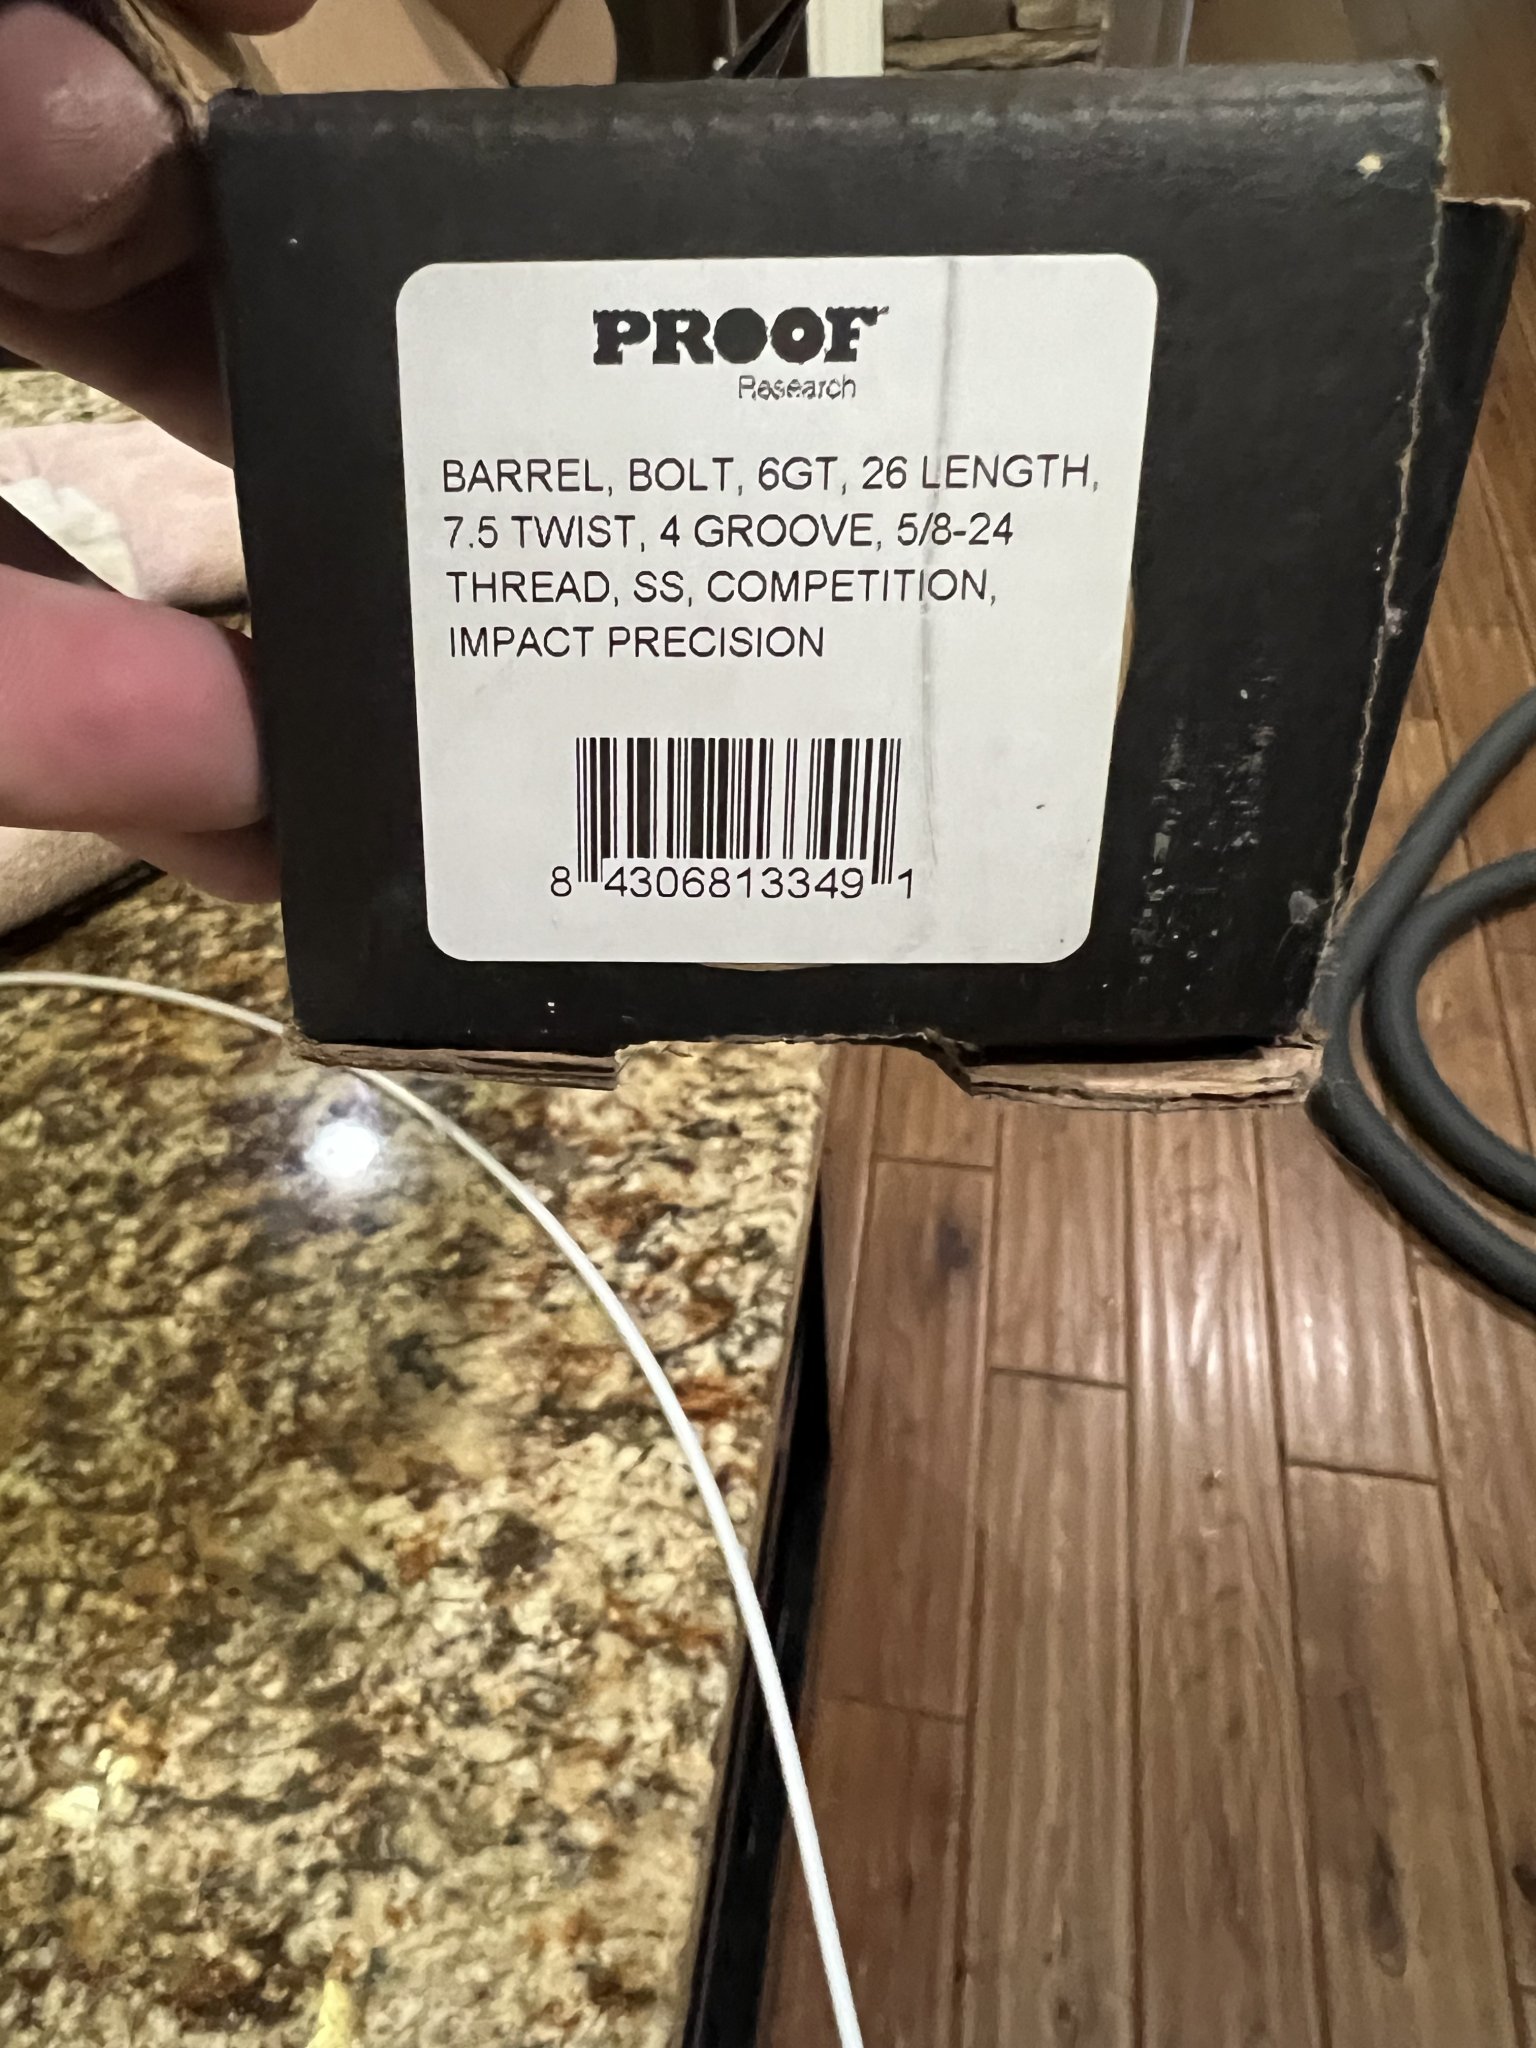 PROOF
Research
BARREL, BOLT, 6GT, 26 LENGTH,
7.5 TWIST, 4 GROOVE, 5/8-24
THREAD, SS, COMPETITION,
IMPACT PRECISION
8 4306813349 1